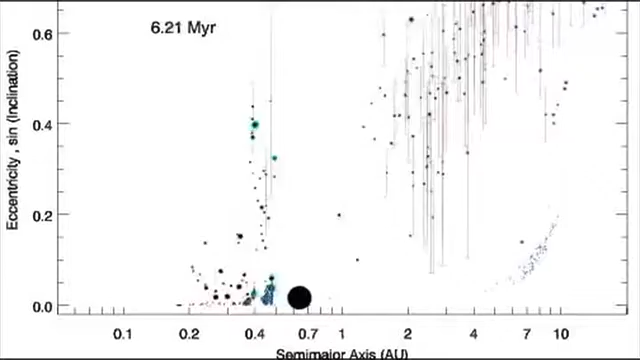 6.21 Myr
Eccentricity , sin (Inclination)
0.6
0.4
0.2
0.0
0.1 0.2 0.4 0.7 1 2 4 7 10
Semimajor Axis (AU)